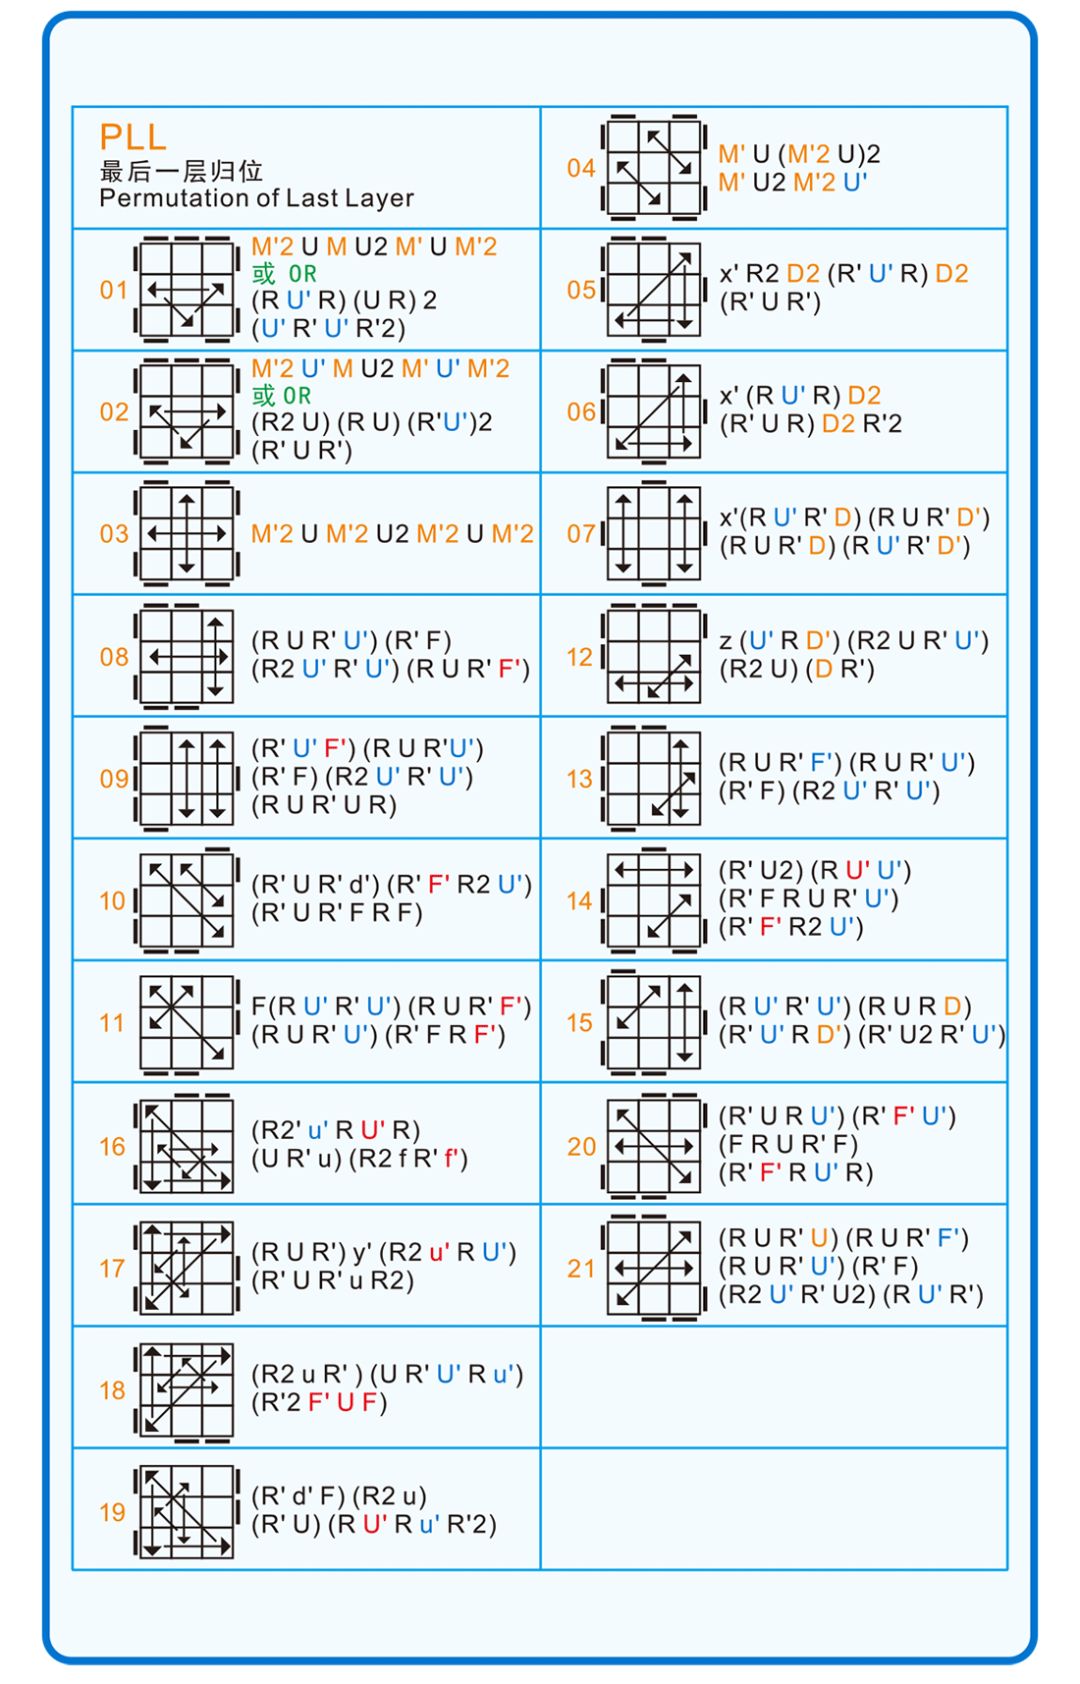 PLL
最后一层归位
Permutation of Last Layer
04
M' U (M'2 U)2
M' U2 M'2 U'
01
M'2 U M U2 M' U M'2
或 OR
(R U' R) (U R) 2
(U' R' U' R'2)
05
x' R2 D2 (R' U' R) D2
(R' U R')
02
M'2 U' M U2 M' U' M'2
或 OR
(R2 U) (R U) (R'U')2
(R' U R')
06
x' (R U' R) D2
(R' U R) D2 R'2
03
M'2 U M'2 U2 M'2 U M'2
07
x'(R U' R' D) (R U R' D')
(R U R' D) (R U' R' D')
08
(R U R' U') (R' F)
(R2 U' R' U') (R U R' F')
12
z (U' R D') (R2 U R' U')
(R2 U) (D R')
09
(R' U' F') (R U R'U')
(R' F) (R2 U' R' U')
(R U R' U R)
13
(R U R' F') (R U R' U')
(R' F) (R2 U' R' U')
10
(R' U R' d') (R' F' R2 U')
(R' U R' F R F)
14
(R' U2) (R U' U')
(R' F R U R' U')
(R' F' R2 U')
11
F(R U' R' U') (R U R' F')
(R U R' U') (R' F R F')
15
(R U' R' U') (R U R D)
(R' U' R D') (R' U2 R' U')
16
(R2' u' R U' R)
(U R' u) (R2 f R' f')
20
(R' U R U') (R' F' U')
(F R U R' F)
(R' F' R U' R)
17
(R U R') y' (R2 u' R U')
(R' U R' u R2)
21
(R U R' U) (R U R' F')
(R U R' U') (R' F)
(R2 U' R' U2) (R U' R')
18
(R2 u R' ) (U R' U' R u')
(R'2 F' U F)
19
(R' d' F) (R2 u)
(R' U) (R U' R u' R'2)